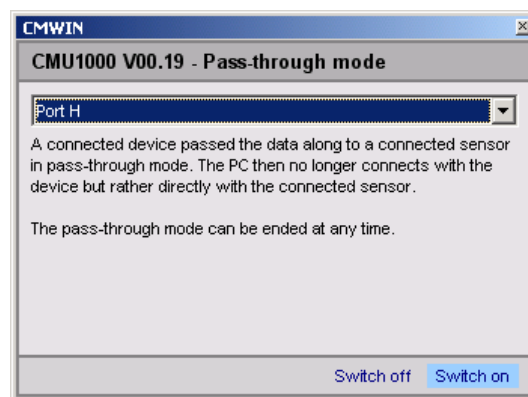 CMWIN
CMU1000 V00.19 - Pass-through mode
Port H
A connected device passed the data along to a connected sensor
in pass-through mode. The PC then no longer connects with the
device but rather directly with the connected sensor.
The pass-through mode can be ended at any time.
Switch off Switch on